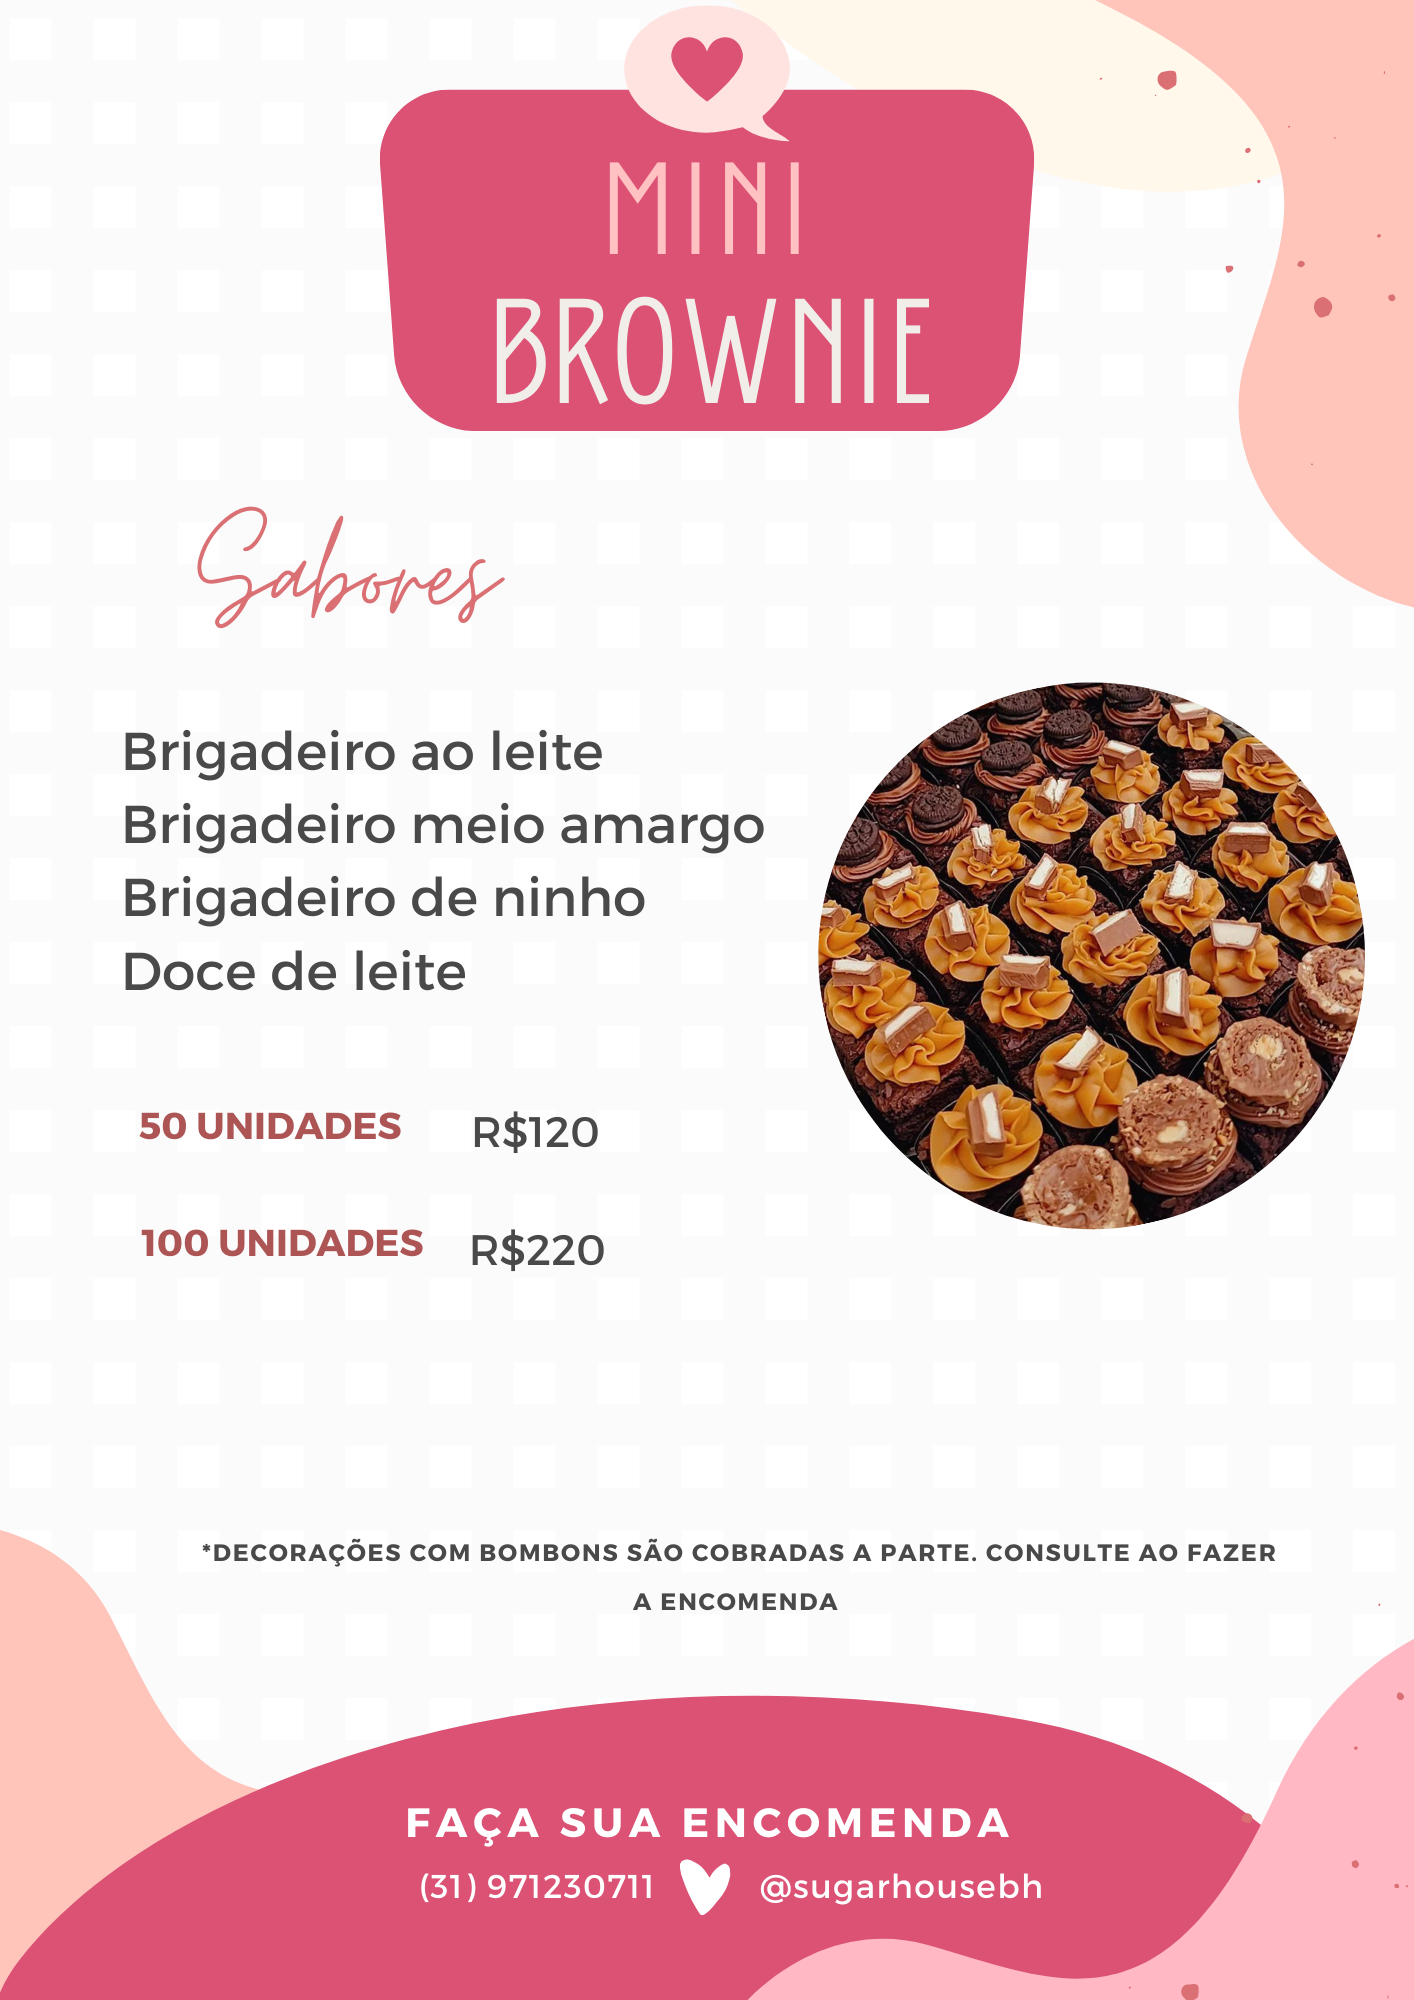 MINI
BROWNIE
Sabores
Brigadeiro ao leite
Brigadeiro meio amargo
Brigadeiro de ninho
Doce de leite
50 UNIDADES R$120
100 UNIDADES R$220
*DECORAÇÕES COM BOMBONS SÃO COBRADAS A PARTE. CONSULTE AO FAZER
A ENCOMENDA
FAÇA SUA ENCOMENDA
(31) 971230711 @sugarhousebh